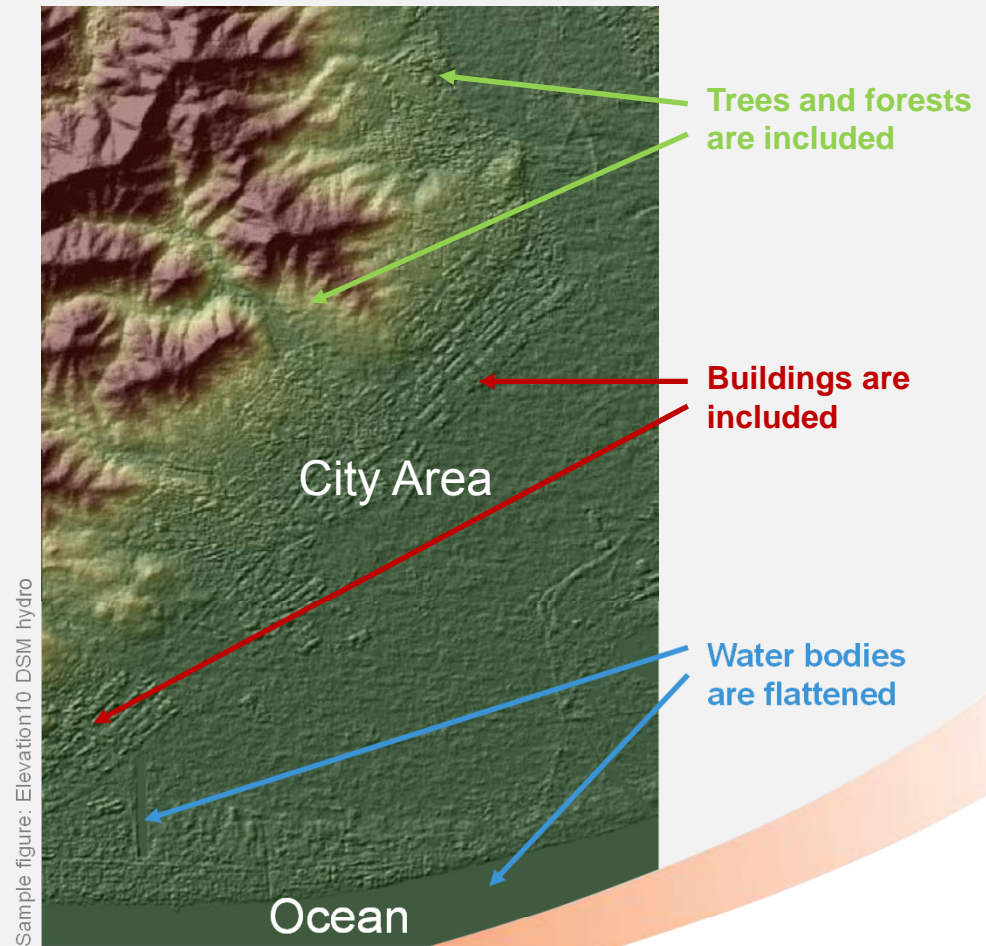 Trees and forests
are included
Buildings are
included
City Area
Water bodies
are flattened
Ocean
Sample figure: Elevation10 DSM hydro